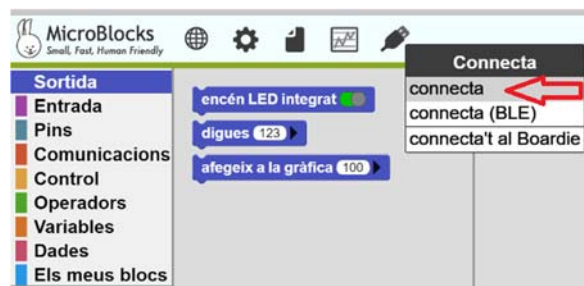 MicroBlocks
Small, Fast, Human Friendly
Connecta
connecta
connecta (BLE)
connecta't al Boardie
Sortida
Entrada
Pins
Comunicacions
Control
Operadors
Variables
Dades
Els meus blocs
encén LED integrat
digues 123
afegeix a la gràfica 100